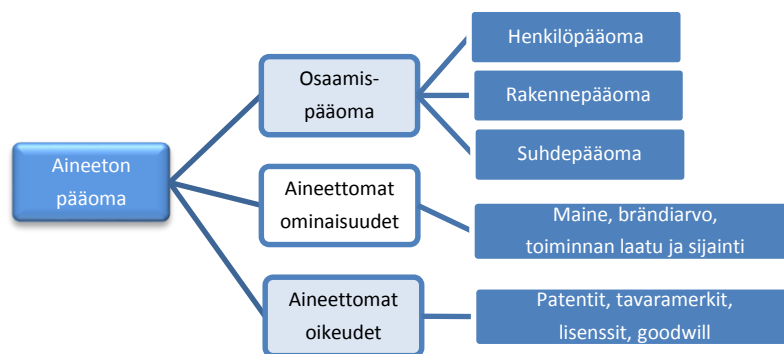 Aineeton
pääoma
Osaamis-
pääoma
Henkilöpääoma
Rakennepääoma
Suhdepääoma
Aineettomat
ominaisuudet
Maine, brändiarvo,
toiminnan laatu ja sijainti
Aineettomat
oikeudet
Patentit, tavaramerkit,
lisenssit, goodwill